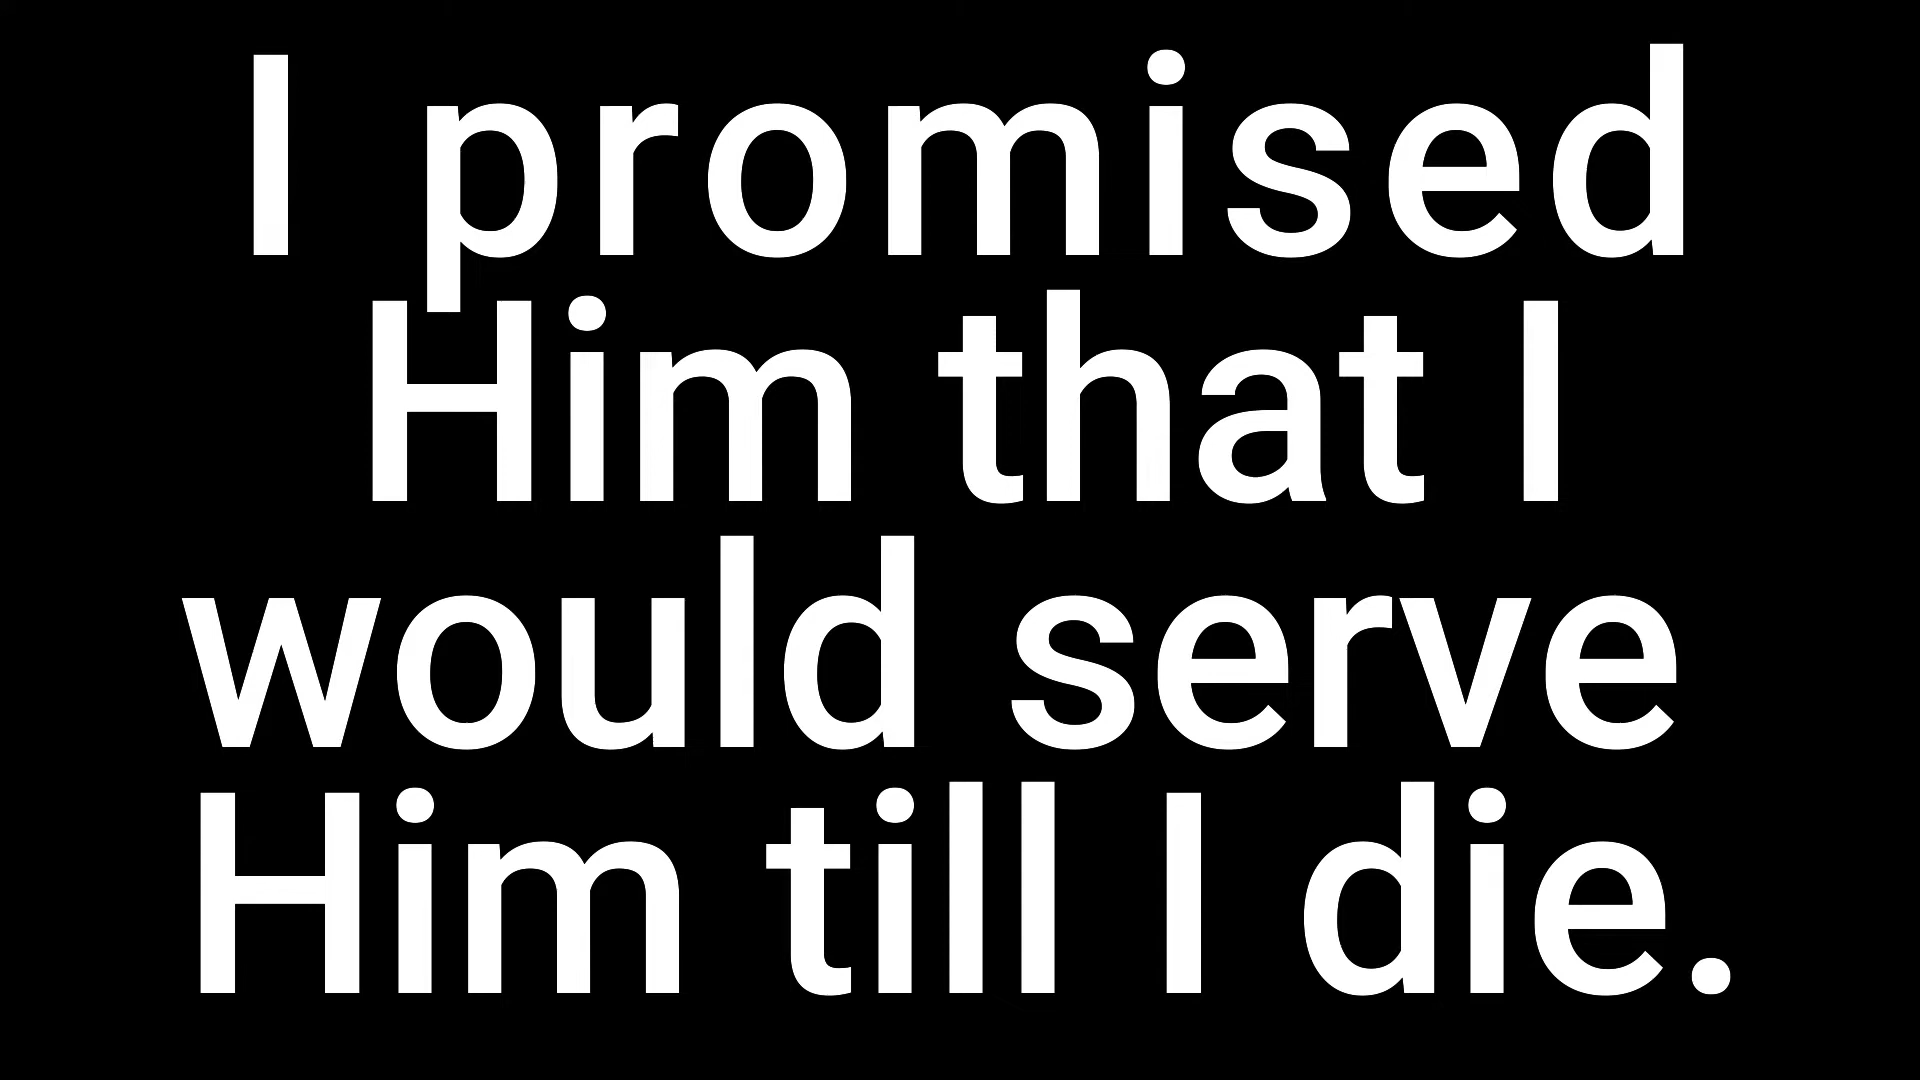 I promised
Him that I
would serve
Him till I die.